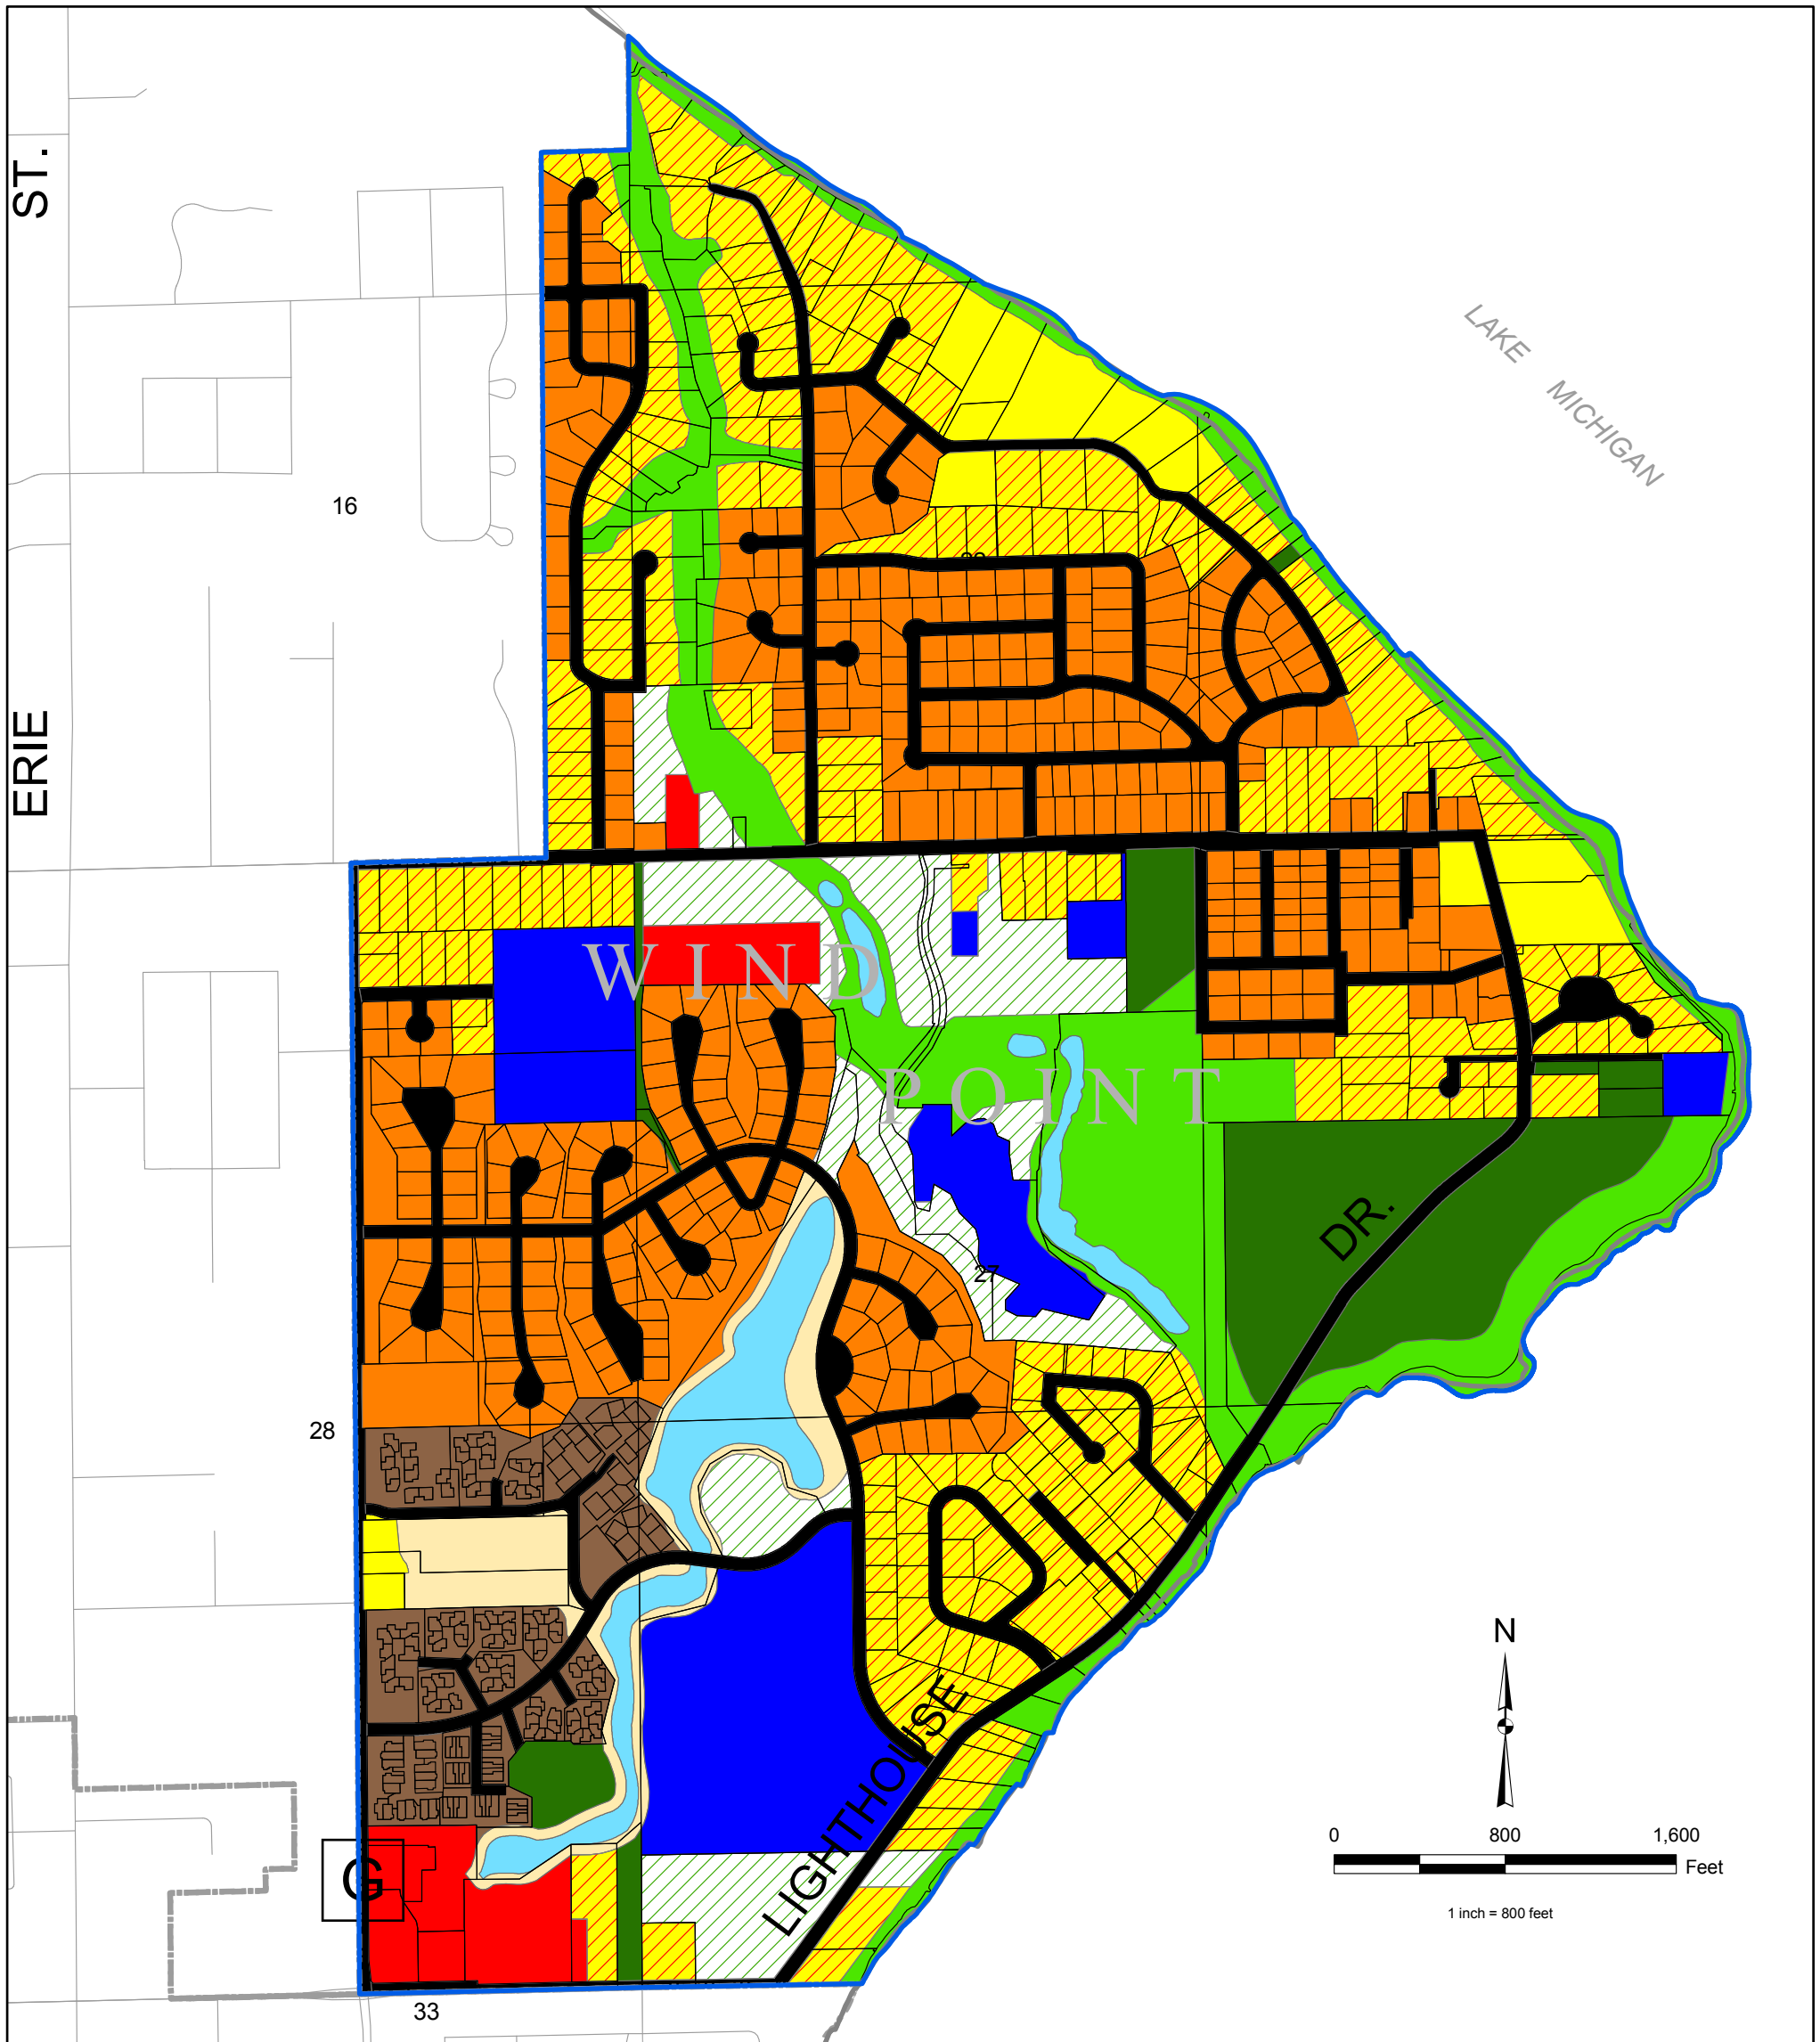 ST.
ERIE
LAKE
MICHIGAN
16
WIND
POINT
DR.
27
28
LIGHTHOUSE
N
0 800 1,600
Feet
1 inch = 800 feet
G
33